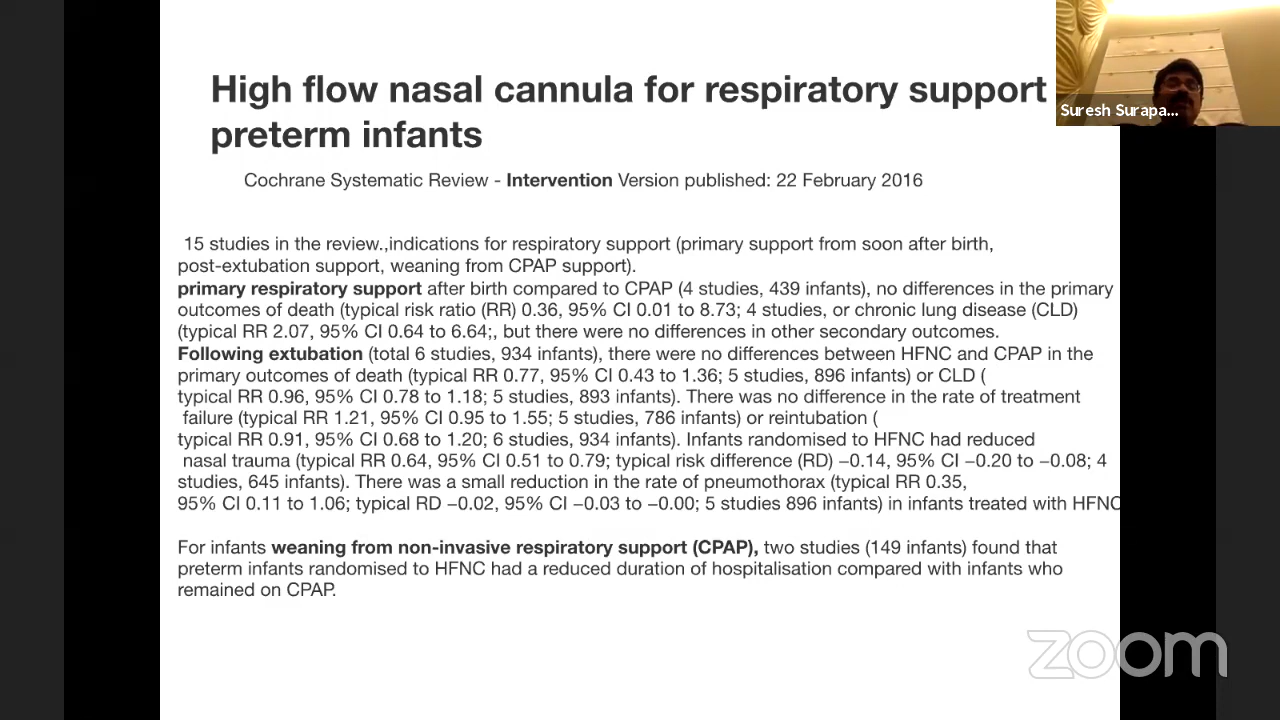 High flow nasal cannula for respiratory support
preterm infants
Suresh Surapa...
Cochrane Systematic Review - Intervention Version published: 22 February 2016
15 studies in the review.,indications for respiratory support (primary support from soon after birth,
post-extubation support, weaning from CPAP support).
primary respiratory support after birth compared to CPAP (4 studies, 439 infants), no differences in the primary
outcomes of death (typical risk ratio (RR) 0.36, 95% CI 0.01 to 8.73; 4 studies, or chronic lung disease (CLD)
(typical RR 2.07, 95% CI 0.64 to 6.64;, but there were no differences in other secondary outcomes.
Following extubation (total 6 studies, 934 infants), there were no differences between HFNC and CPAP in the
primary outcomes of death (typical RR 0.77, 95% CI 0.43 to 1.36; 5 studies, 896 infants) or CLD (
typical RR 0.96, 95% CI 0.78 to 1.18; 5 studies, 893 infants). There was no difference in the rate of treatment
failure (typical RR 1.21, 95% CI 0.95 to 1.55; 5 studies, 786 infants) or reintubation (
typical RR 0.91, 95% CI 0.68 to 1.20; 6 studies, 934 infants). Infants randomised to HFNC had reduced
nasal trauma (typical RR 0.64, 95% CI 0.51 to 0.79; typical risk difference (RD) −0.14, 95% CI −0.20 to −0.08; 4
studies, 645 infants). There was a small reduction in the rate of pneumothorax (typical RR 0.35,
95% CI 0.11 to 1.06; typical RD −0.02, 95% CI −0.03 to −0.00; 5 studies 896 infants) in infants treated with HFNC
For infants weaning from non-invasive respiratory support (CPAP), two studies (149 infants) found that
preterm infants randomised to HFNC had a reduced duration of hospitalisation compared with infants who
remained on CPAP.
zoom